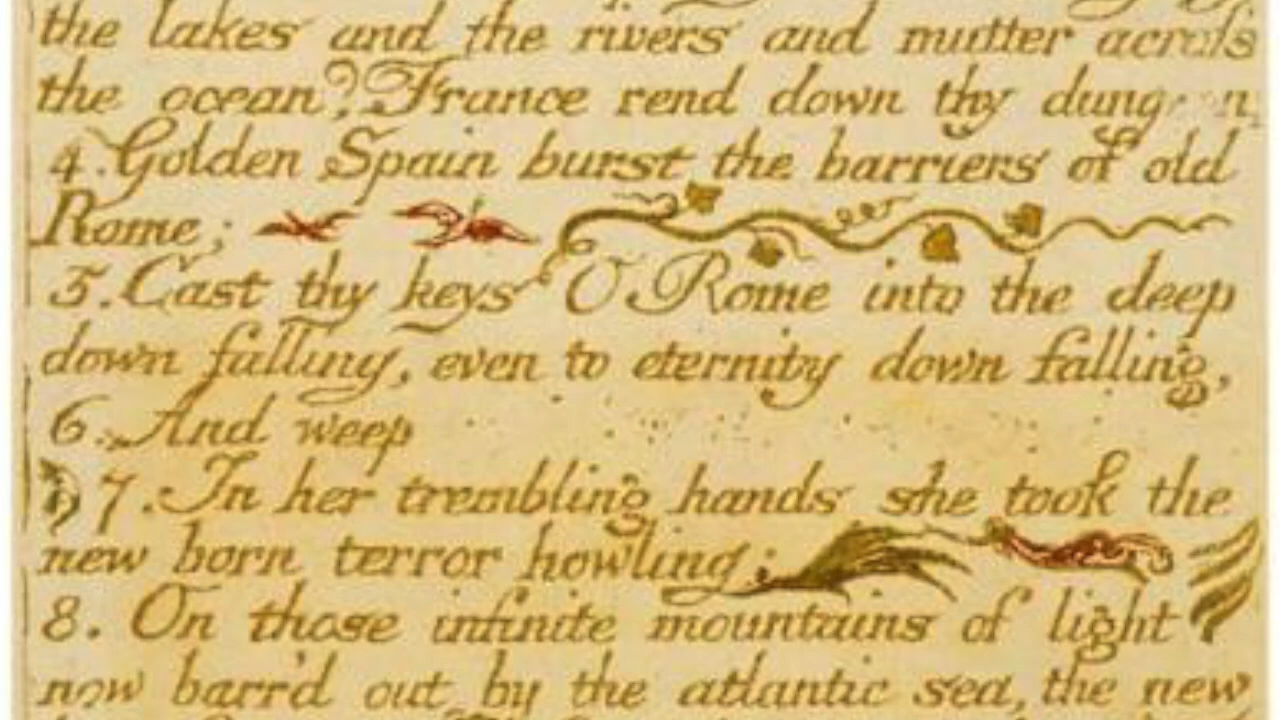 the lakes and the rivers and mutter across
the ocean? France rend down thy dungeon,
4. Golden Spain burst the barriers of old
Rome;
5. Cast thy keys O Rome into the deep
down falling, even to eternity down falling,
6. And weep
7. In her trembling hands she took the
new born terror howling;
8. On those infinite mountains of light
now barr'd out by the atlantic sea, the new